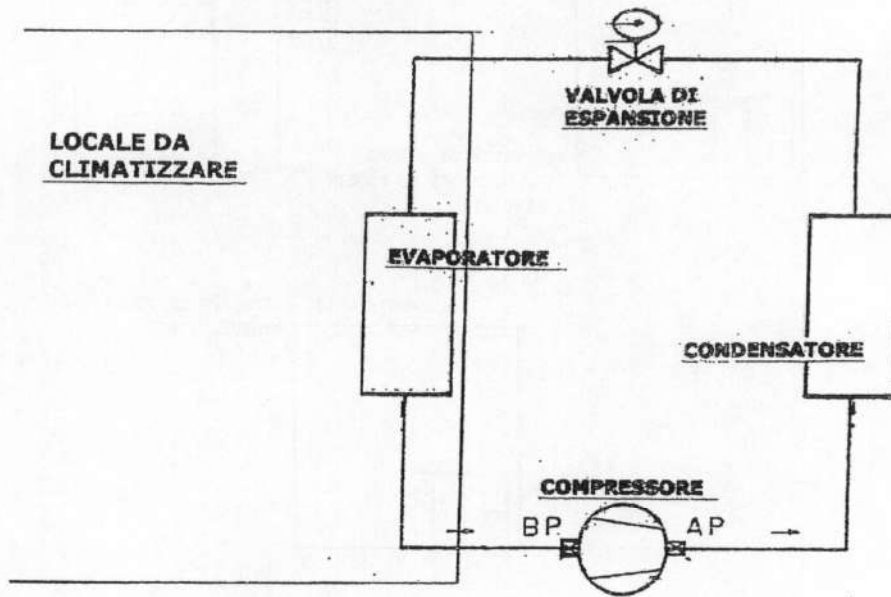 VALVOLA DI
ESPANSIONE
LOCALE DA
CLIMATIZZARE
EVAPORATORE
CONDENSATORE
COMPRESSORE
BP
AP